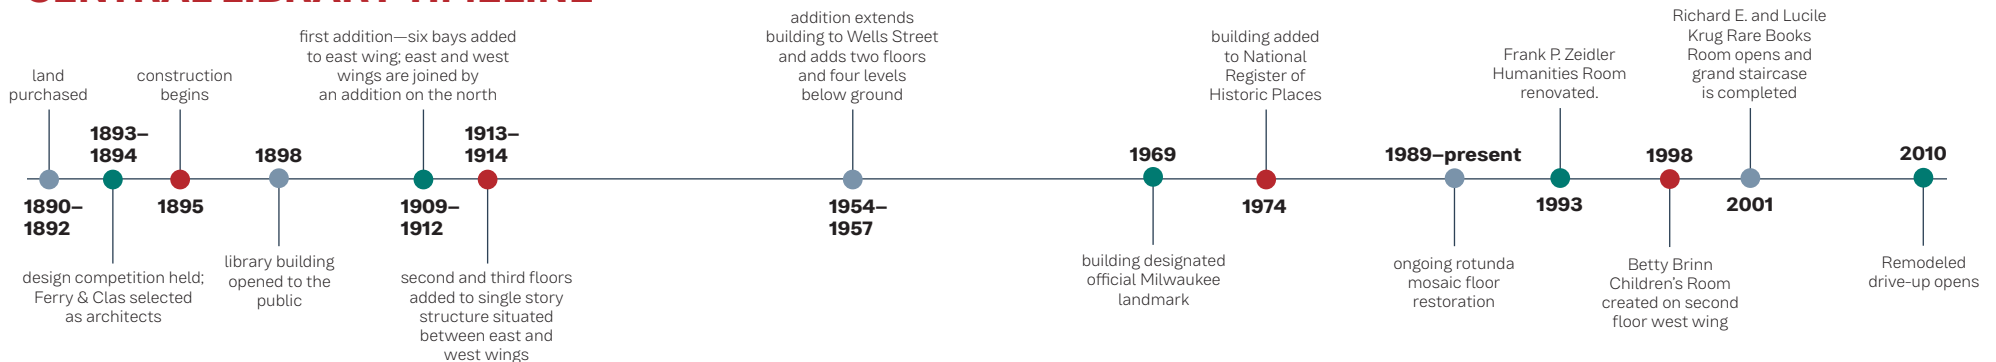 CENTRAL LIBRARY TIMELINE
land
purchased
1890–
1892
1893–
1894
design competition held;
Ferry & Clas selected
as architects
construction
begins
1895
1898
library building
opened to the
public
first addition—six bays added
to east wing; east and west
wings are joined by
an addition on the north
1909–
1912
1913–
1914
second and third floors
added to single story
structure situated
between east and
west wings
addition extends
building to Wells Street
and adds two floors
and four levels
below ground
1954–
1957
1969
building designated
official Milwaukee
landmark
building added
to National
Register of
Historic Places
1974
1989–present
ongoing rotunda
mosaic floor
restoration
Frank P. Zeidler
Humanities Room
renovated.
1993
1998
Betty Brinn
Children's Room
created on second
floor west wing
Richard E. and Lucile
Krug Rare Books
Room opens and
grand staircase
is completed
2001
2010
Remodeled
drive-up opens